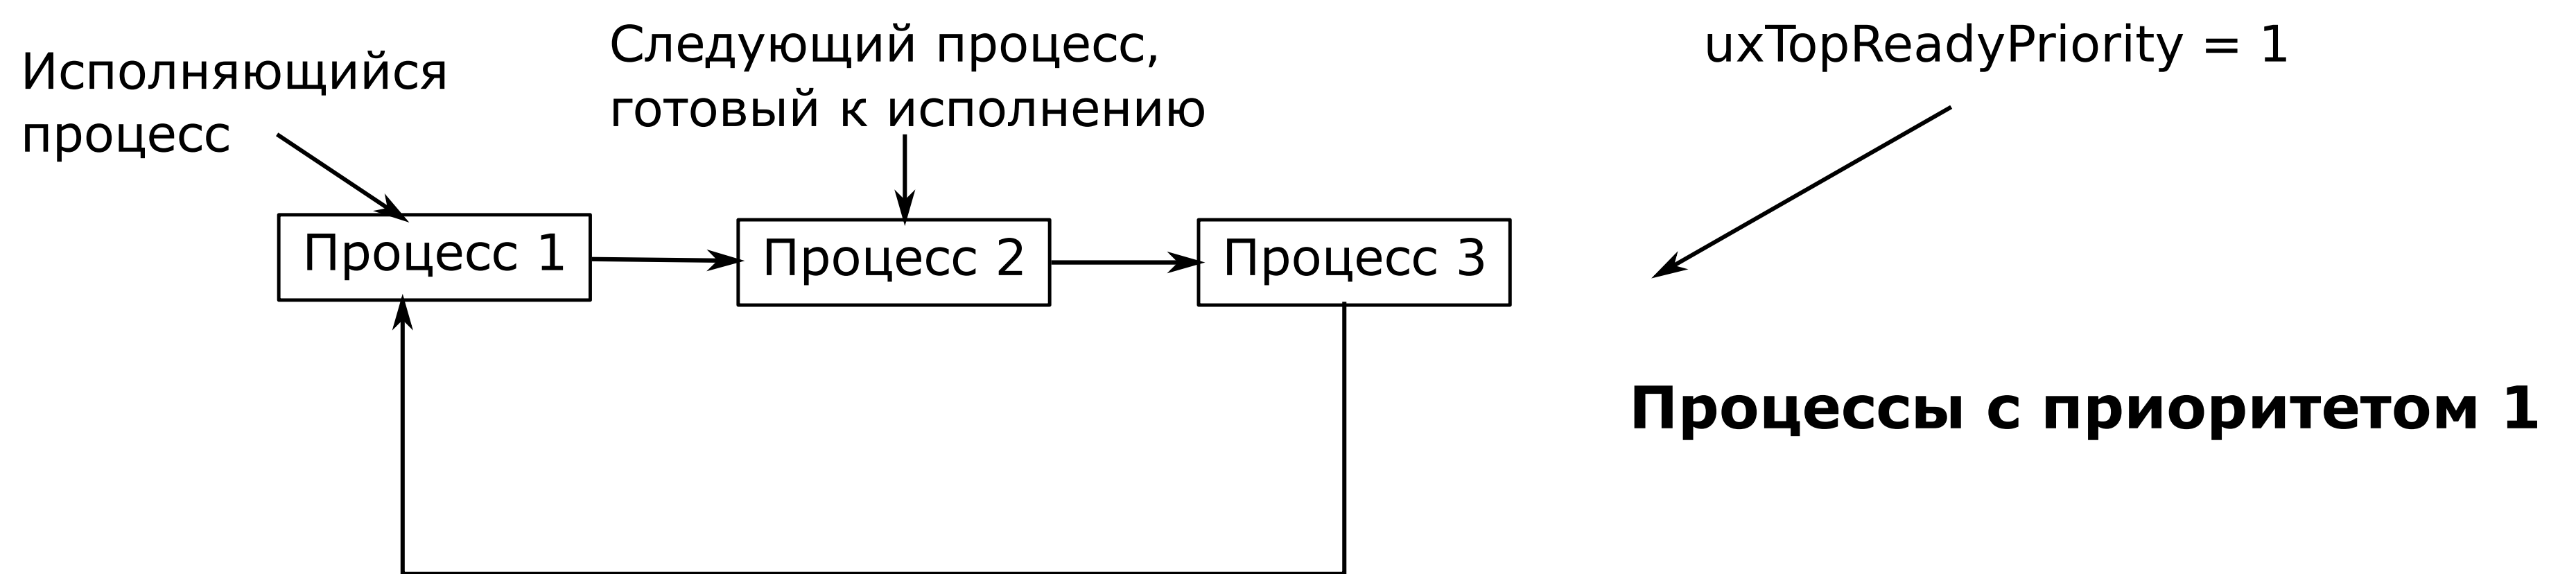 Исполняющийся
процесс
Следующий процесс,
готовый к исполнению
uxTopReadyPriority = 1
Процесс 1
Процесс 2
Процесс 3
Процессы с приоритетом 1